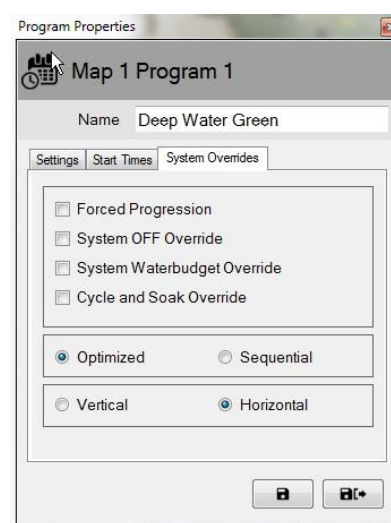 Program Properties
Map 1 Program 1
Name Deep Water Green
Settings Start Times System Overrides
Forced Progression
System OFF Override
System Waterbudget Override
Cycle and Soak Override
Optimized Sequential
Vertical Horizontal